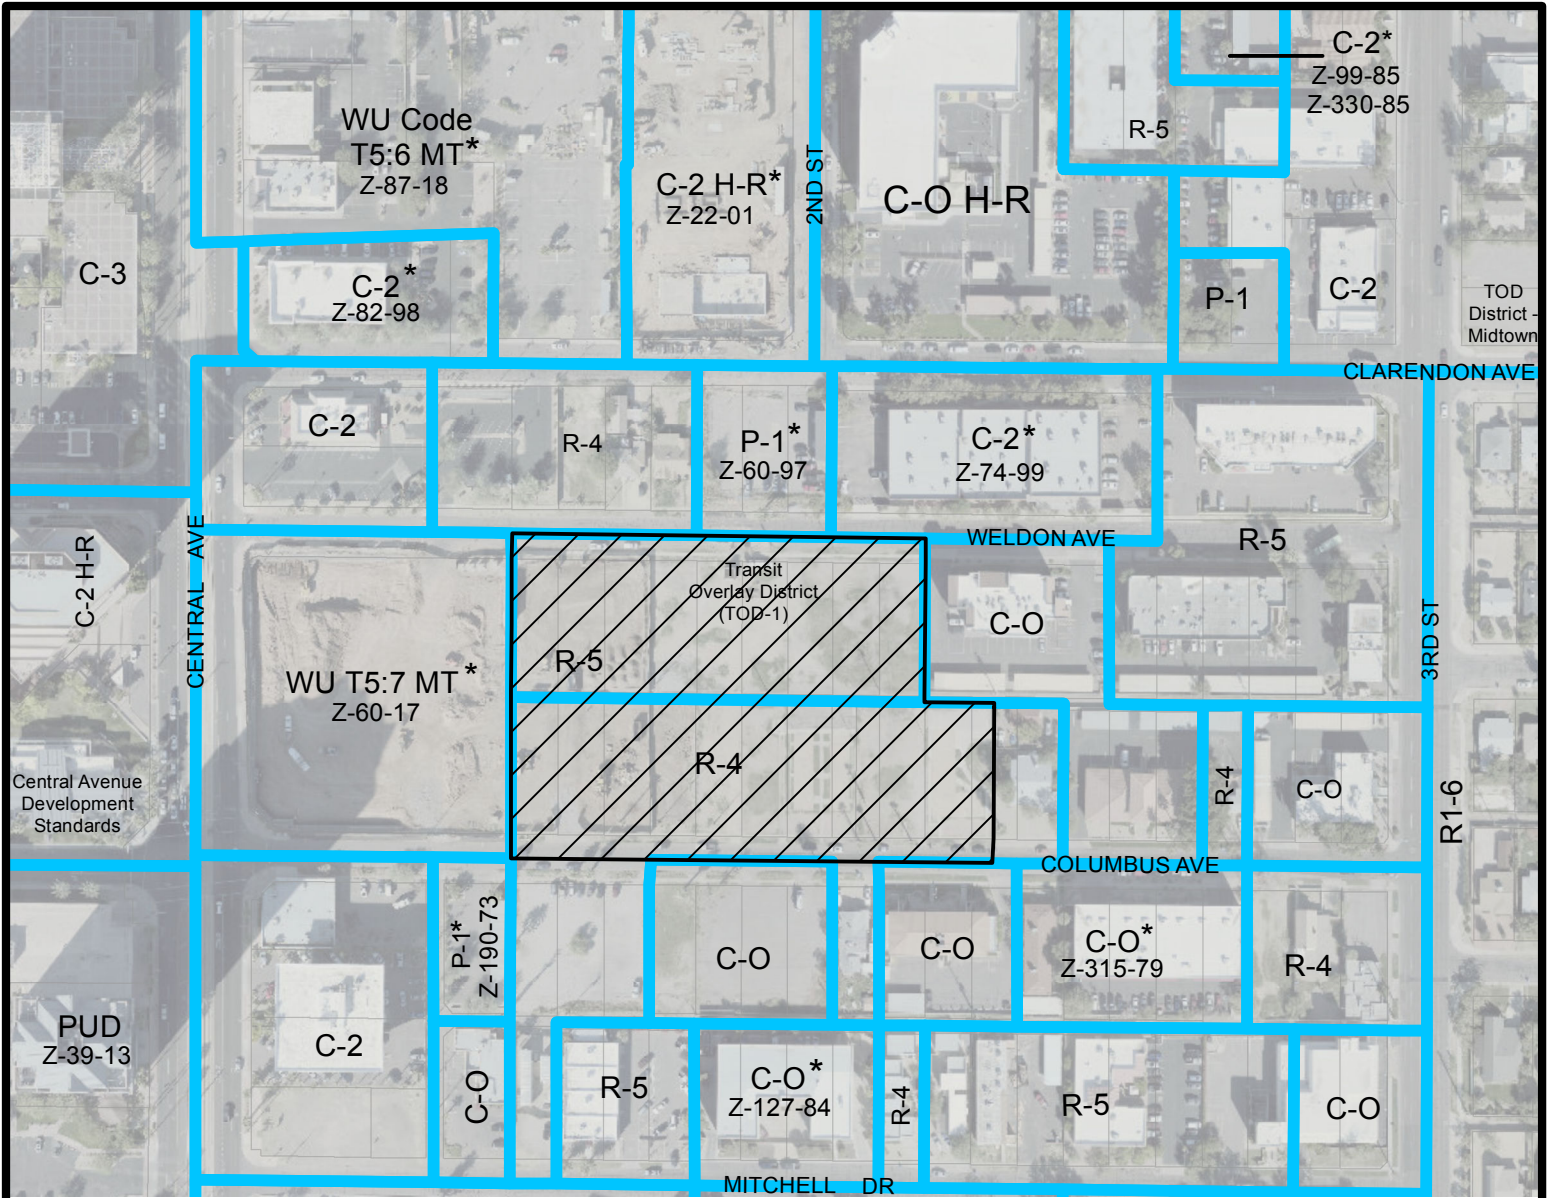 C-2*
Z-99-85
Z-330-85
WU Code
T5:6 MT*
Z-87-18
R-5
C-2 H-R*
Z-22-01
2ND ST
C-O H-R
C-3
C-2*
Z-82-98
P-1
C-2
TOD
District -
Midtown
CLARENDON AVE
C-2
R-4
P-1*
Z-60-97
C-2*
Z-74-99
C-2 H-R
CENTRAL AVE
WELDON AVE
R-5
Transit
Overlay District
(TOD-1)
C-O
3RD ST
R-5
WU T5:7 MT*
Z-60-17
R-4
R-4
C-O
R1-6
Central Avenue
Development
Standards
COLUMBUS AVE
P-1*
Z-190-73
C-O
C-O
C-O*
Z-315-79
R-4
PUD
Z-39-13
C-2
C-O
R-5
C-O*
Z-127-84
R-4
R-5
C-O
MITCHELL DR